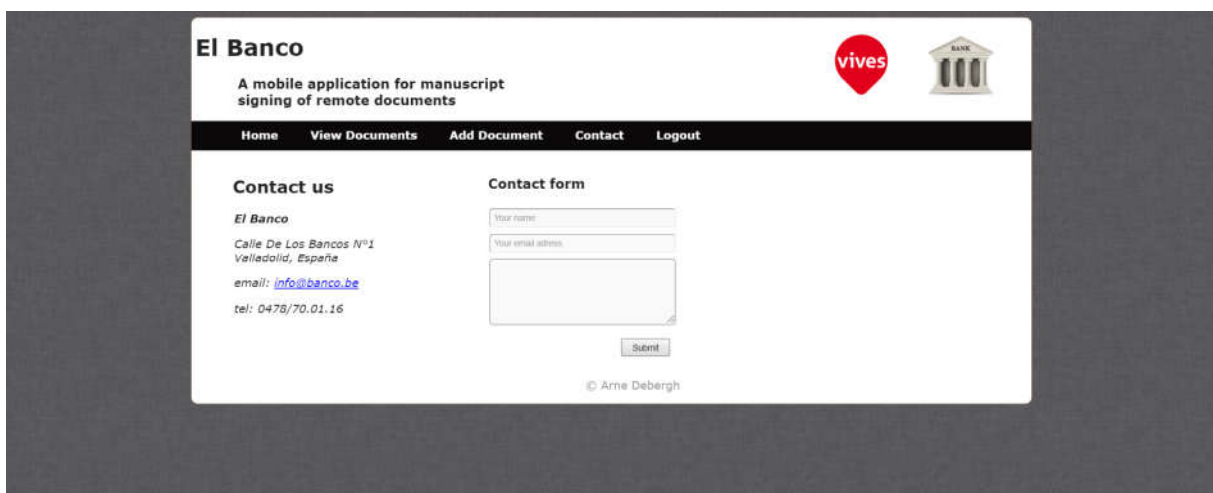 El Banco
A mobile application for manuscript
signing of remote documents
vives
BANK
Home View Documents Add Document Contact Logout
Contact us
El Banco
Calle De Los Bancos Nº1
Valladolid, España
email: info@banco.be
tel: 0478/70.01.16
Contact form
Your name
Your email adress
Submit
© Arne Debergh